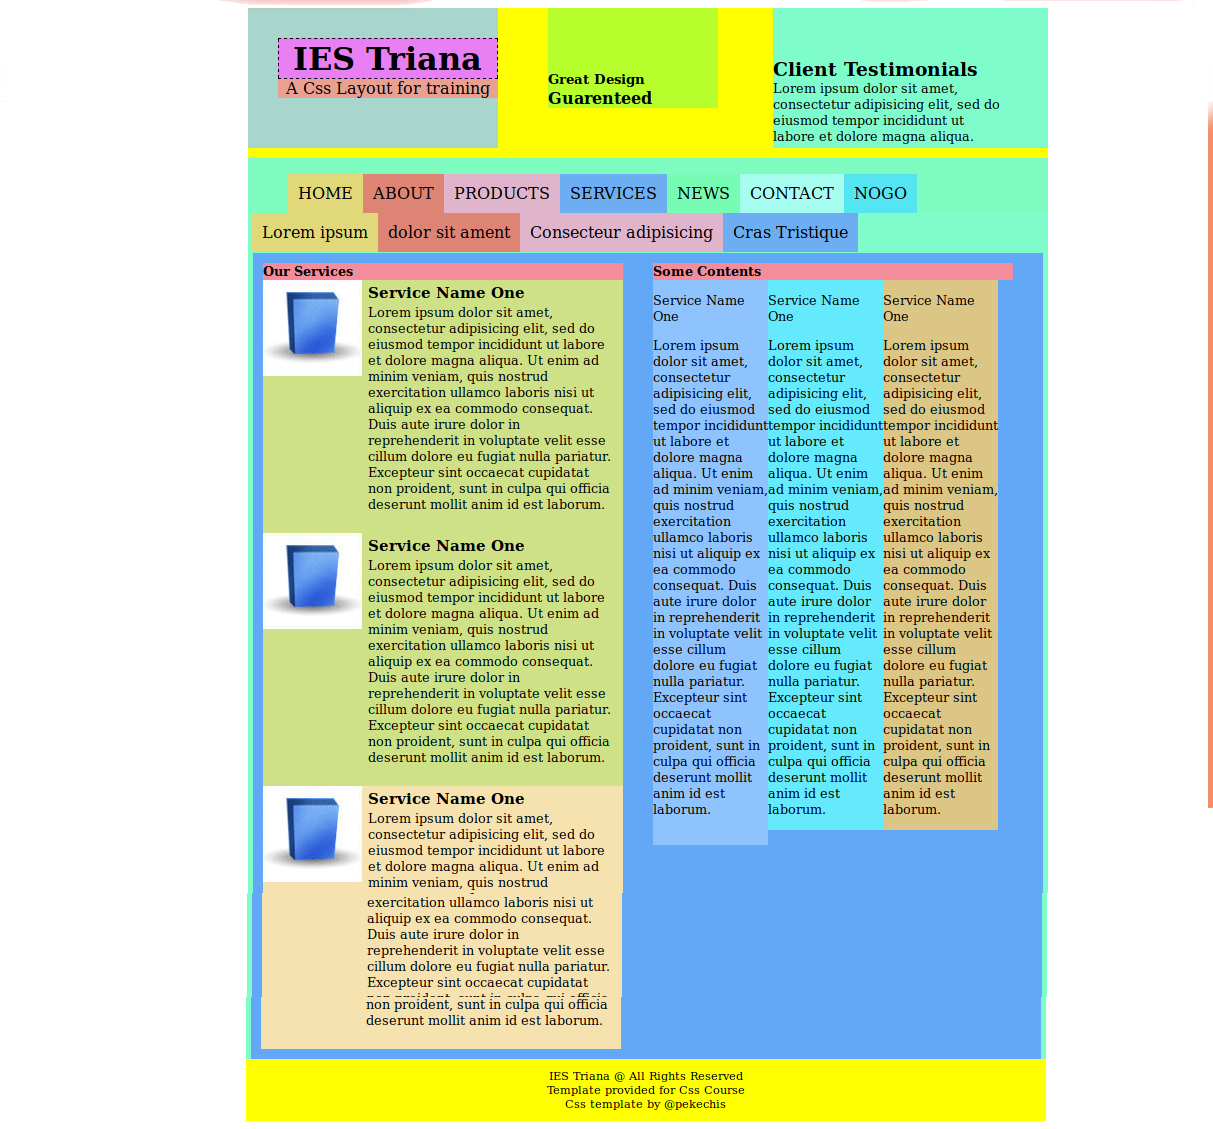 IES Triana
A Css Layout for training
Great Design
Guarenteed
Client Testimonials
Lorem ipsum dolor sit amet,
consectetur adipisicing elit, sed do
eiusmod tempor incididunt ut
labore et dolore magna aliqua.
HOME ABOUT PRODUCTS SERVICES NEWS CONTACT NOGO
Lorem ipsum dolor sit ament Consecteur adipisicing Cras Tristique
Our Services
Service Name One
Lorem ipsum dolor sit amet,
consectetur adipisicing elit, sed do
eiusmod tempor incididunt ut labore
et dolore magna aliqua. Ut enim ad
minim veniam, quis nostrud
exercitation ullamco laboris nisi ut
aliquip ex ea commodo consequat.
Duis aute irure dolor in
reprehenderit in voluptate velit esse
cillum dolore eu fugiat nulla pariatur.
Excepteur sint occaecat cupidatat
non proident, sunt in culpa qui officia
deserunt mollit anim id est laborum.
Service Name One
Lorem ipsum dolor sit amet,
consectetur adipisicing elit, sed do
eiusmod tempor incididunt ut labore
et dolore magna aliqua. Ut enim ad
minim veniam, quis nostrud
exercitation ullamco laboris nisi ut
aliquip ex ea commodo consequat.
Duis aute irure dolor in
reprehenderit in voluptate velit esse
cillum dolore eu fugiat nulla pariatur.
Excepteur sint occaecat cupidatat
non proident, sunt in culpa qui officia
deserunt mollit anim id est laborum.
Service Name One
Lorem ipsum dolor sit amet,
consectetur adipisicing elit, sed do
eiusmod tempor incididunt ut labore
et dolore magna aliqua. Ut enim ad
minim veniam, quis nostrud
exercitation ullamco laboris nisi ut
aliquip ex ea commodo consequat.
Duis aute irure dolor in
reprehenderit in voluptate velit esse
cillum dolore eu fugiat nulla pariatur.
Excepteur sint occaecat cupidatat
non proident, sunt in culpa qui officia
deserunt mollit anim id est laborum.
Some Contents
Service Name
One
Lorem ipsum
dolor sit amet,
consectetur
adipisicing elit,
sed do eiusmod
tempor incididunt
ut labore et
dolore magna
aliqua. Ut enim
ad minim veniam,
quis nostrud
exercitation
ullamco laboris
nisi ut aliquip ex
ea commodo
consequat. Duis
aute irure dolor
in reprehenderit
in voluptate velit
esse cillum
dolore eu fugiat
nulla pariatur.
Excepteur sint
occaecat
cupidatat non
proident, sunt in
culpa qui officia
deserunt mollit
anim id est
laborum.
Service Name
One
Lorem ipsum
dolor sit amet,
consectetur
adipisicing elit,
sed do eiusmod
tempor incididunt
ut labore et
dolore magna
aliqua. Ut enim
ad minim veniam,
quis nostrud
exercitation
ullamco laboris
nisi ut aliquip ex
ea commodo
consequat. Duis
aute irure dolor
in reprehenderit
in voluptate velit
esse cillum
dolore eu fugiat
nulla pariatur.
Excepteur sint
occaecat
cupidatat non
proident, sunt in
culpa qui officia
deserunt mollit
anim id est
laborum.
Service Name
One
Lorem ipsum
dolor sit amet,
consectetur
adipisicing elit,
sed do eiusmod
tempor incididunt
ut labore et
dolore magna
aliqua. Ut enim
ad minim veniam,
quis nostrud
exercitation
ullamco laboris
nisi ut aliquip ex
ea commodo
consequat. Duis
aute irure dolor
in reprehenderit
in voluptate velit
esse cillum
dolore eu fugiat
nulla pariatur.
Excepteur sint
occaecat
cupidatat non
proident, sunt in
culpa qui officia
deserunt mollit
anim id est
laborum.
IES Triana @ All Rights Reserved
Template provided for Css Course
Css template by @pekechis